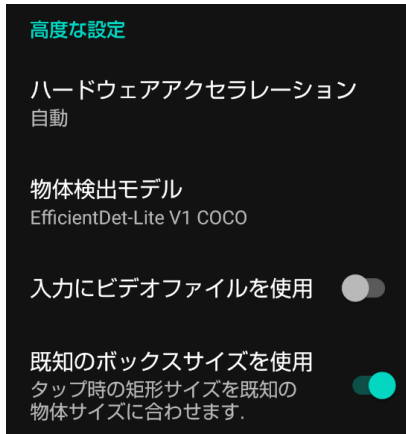 高度な設定
ハードウェアアクセラレーション
自動
物体検出モデル
EfficientDet-Lite V1 COCO
入力にビデオファイルを使用
既知のボックスサイズを使用
タップ時の矩形サイズを既知の
物体サイズに合わせます.